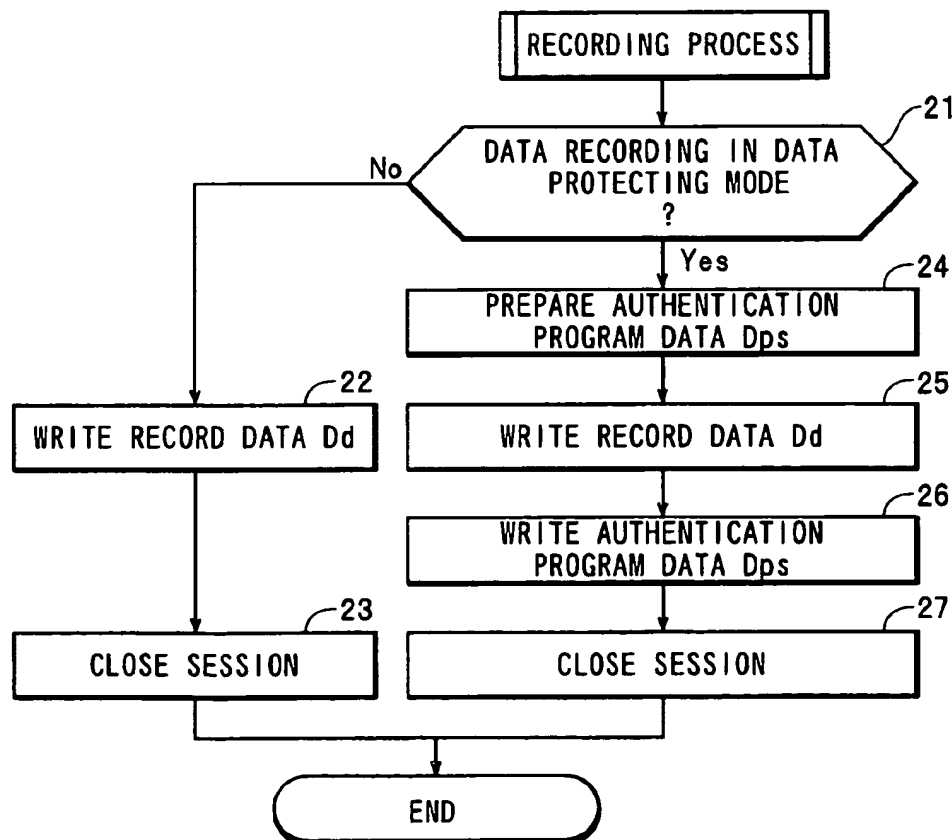 RECORDING PROCESS
21
DATA RECORDING IN DATA
PROTECTING MODE
?
No
Yes
24
PREPARE AUTHENTICATION
PROGRAM DATA Dps
22
WRITE RECORD DATA Dd
25
WRITE RECORD DATA Dd
26
WRITE AUTHENTICATION
PROGRAM DATA Dps
23
CLOSE SESSION
27
CLOSE SESSION
END